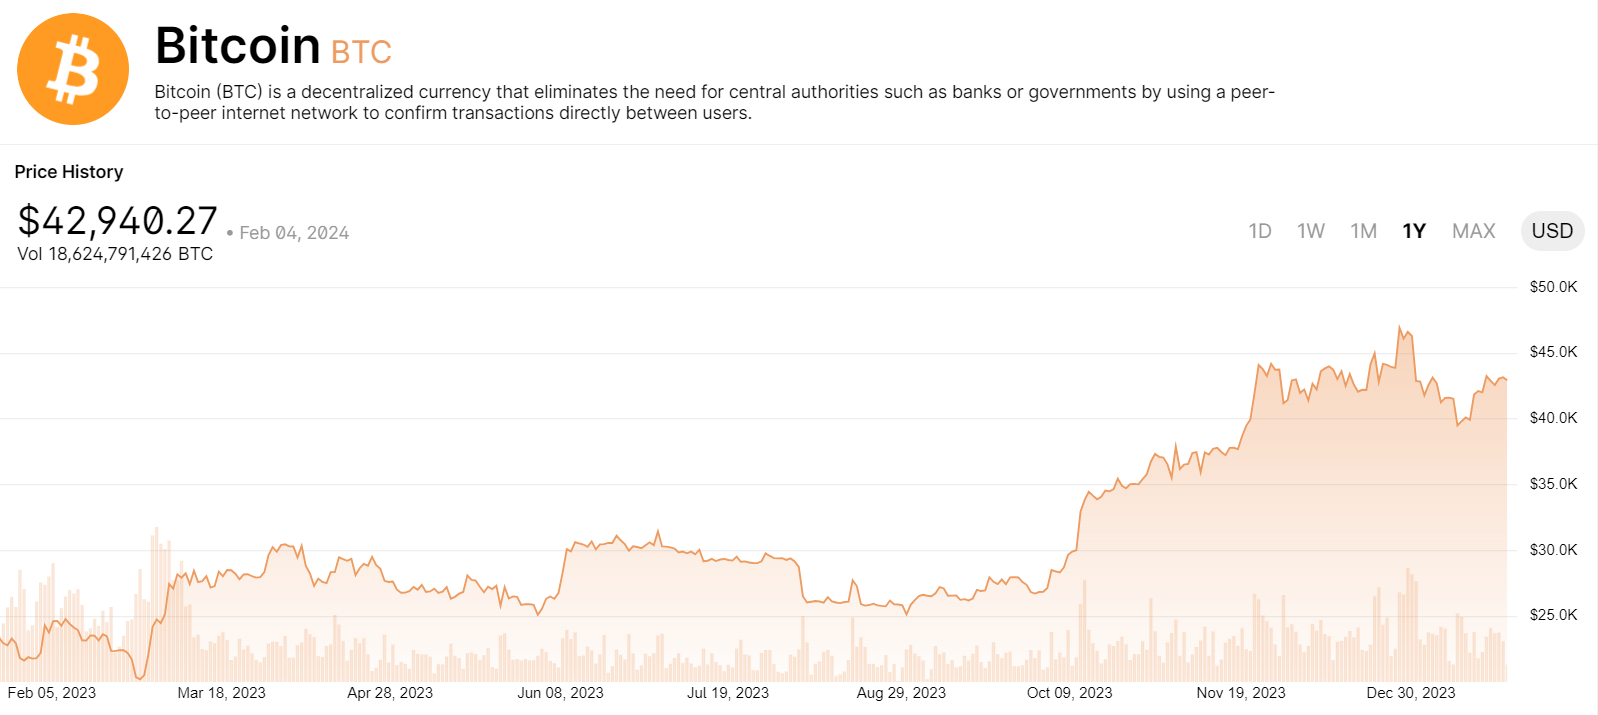 Bitcoin BTC
Bitcoin (BTC) is a decentralized currency that eliminates the need for central authorities such as banks or governments by using a peer-
to-peer internet network to confirm transactions directly between users.
Price History
$42,940.27 • Feb 04, 2024
Vol 18,624,791,426 BTC
1D 1W 1M 1Y MAX USD
$50.0K
$45.0K
$40.0K
$35.0K
$30.0K
$25.0K
Feb 05, 2023 Mar 18, 2023 Apr 28, 2023 Jun 08, 2023 Jul 19, 2023 Aug 29, 2023 Oct 09, 2023 Nov 19, 2023 Dec 30, 2023